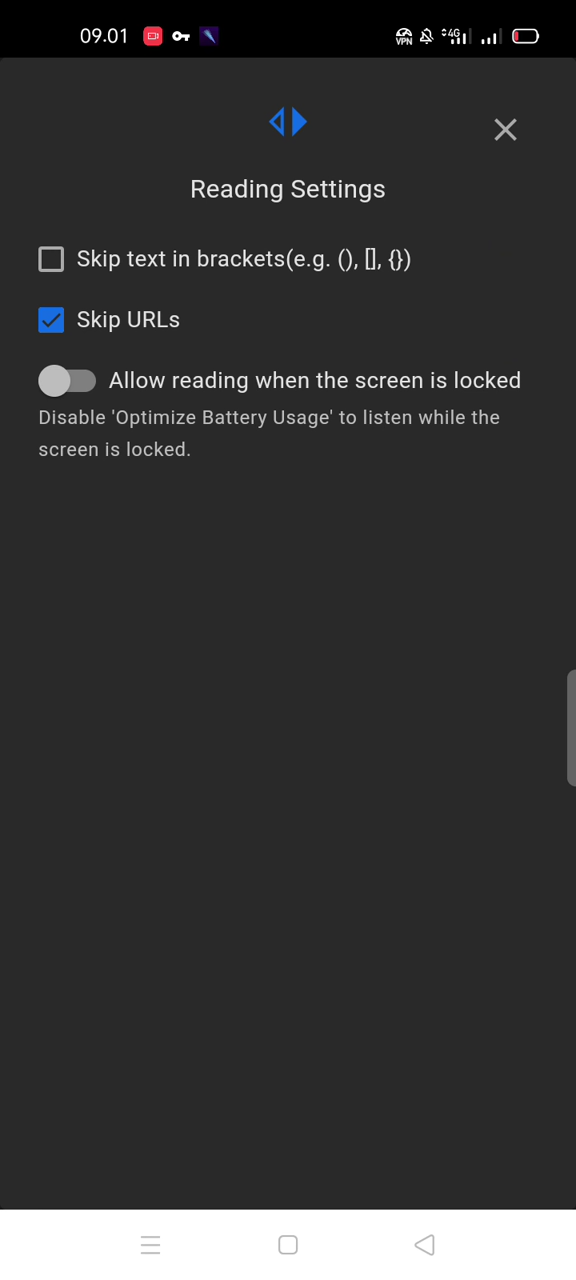 09.01
VPN 4G
Reading Settings
Skip text in brackets(e.g. (), [], {})
Skip URLs
Allow reading when the screen is locked
Disable 'Optimize Battery Usage' to listen while the
screen is locked.